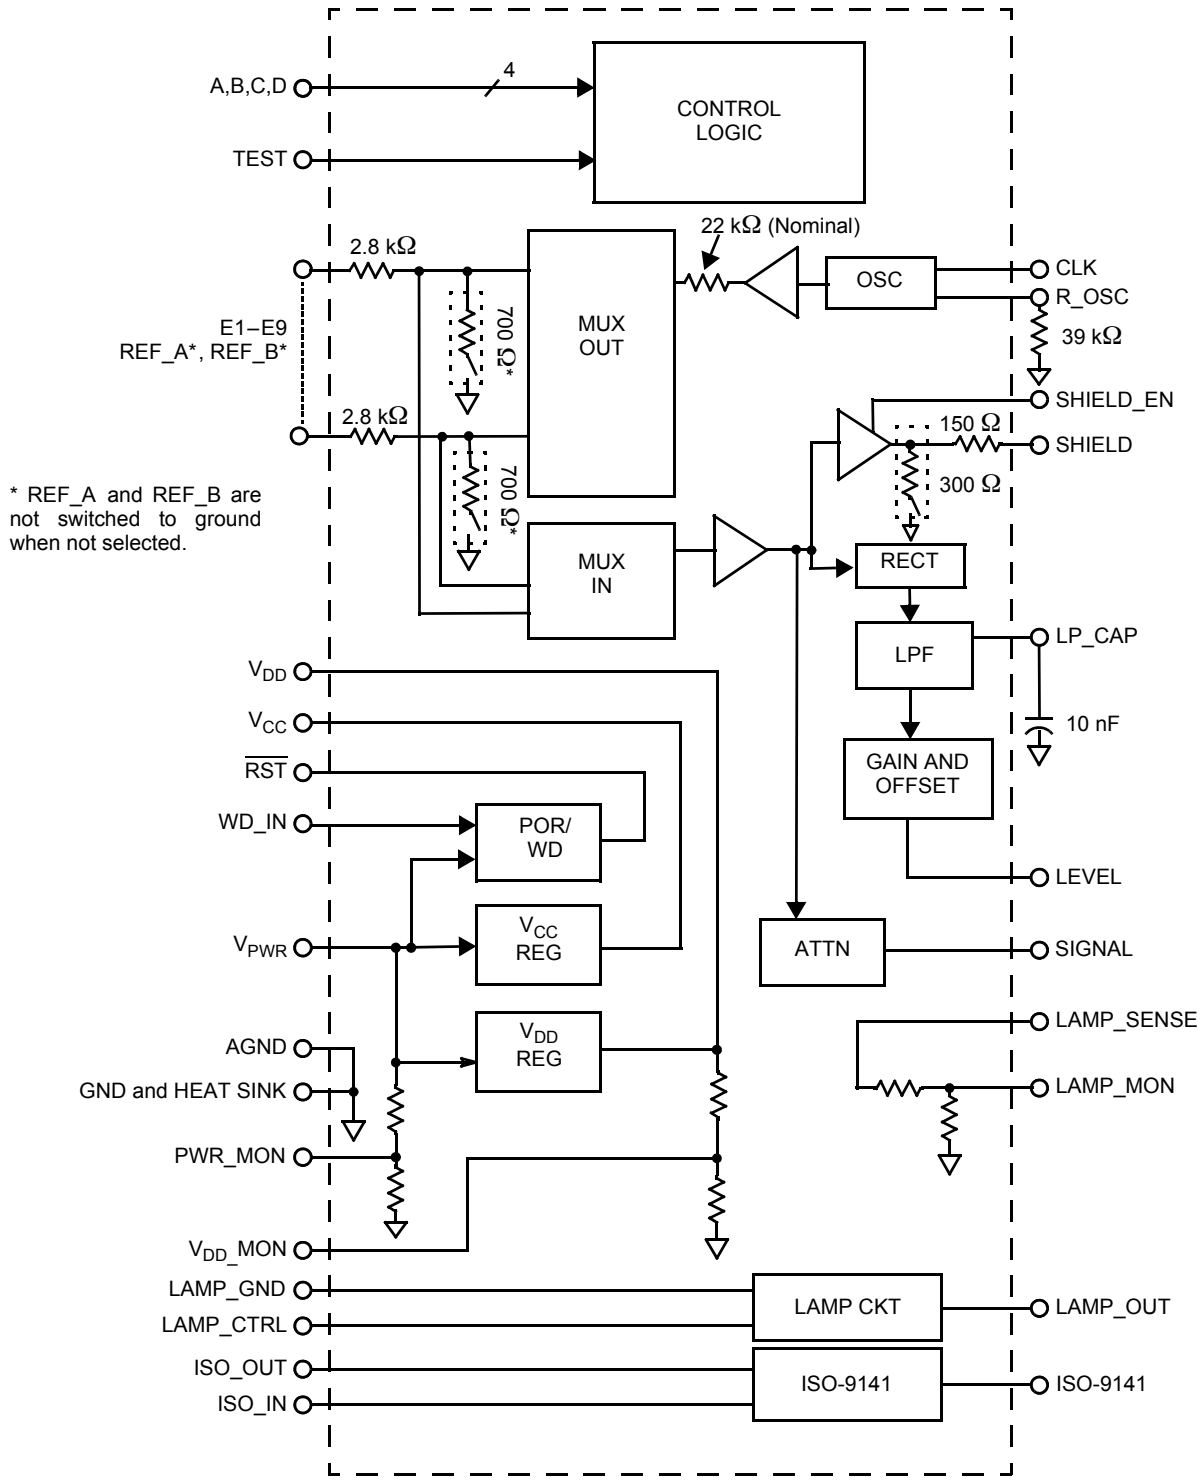 A,B,C,D
4
CONTROL
LOGIC
TEST
22 kΩ (Nominal)
2.8 kΩ
MUX
OUT
OSC
CLK
R_OSC
39 kΩ
700 Ω*
E1–E9
REF_A*, REF_B*
2.8 kΩ
SHIELD_EN
150 Ω
SHIELD
300 Ω
700 Ω*
* REF_A and REF_B are
not switched to ground
when not selected.
MUX
IN
RECT
LPF
LP_CAP
10 nF
GAIN AND
OFFSET
VDD
VCC
RST
WD_IN
POR/
WD
LEVEL
VPWR
VCC
REG
ATTN
SIGNAL
AGND
VDD
REG
LAMP_SENSE
GND and HEAT SINK
LAMP_MON
PWR_MON
VDD_MON
LAMP_GND
LAMP_CTRL
LAMP CKT
LAMP_OUT
ISO_OUT
ISO_IN
ISO-9141
ISO-9141